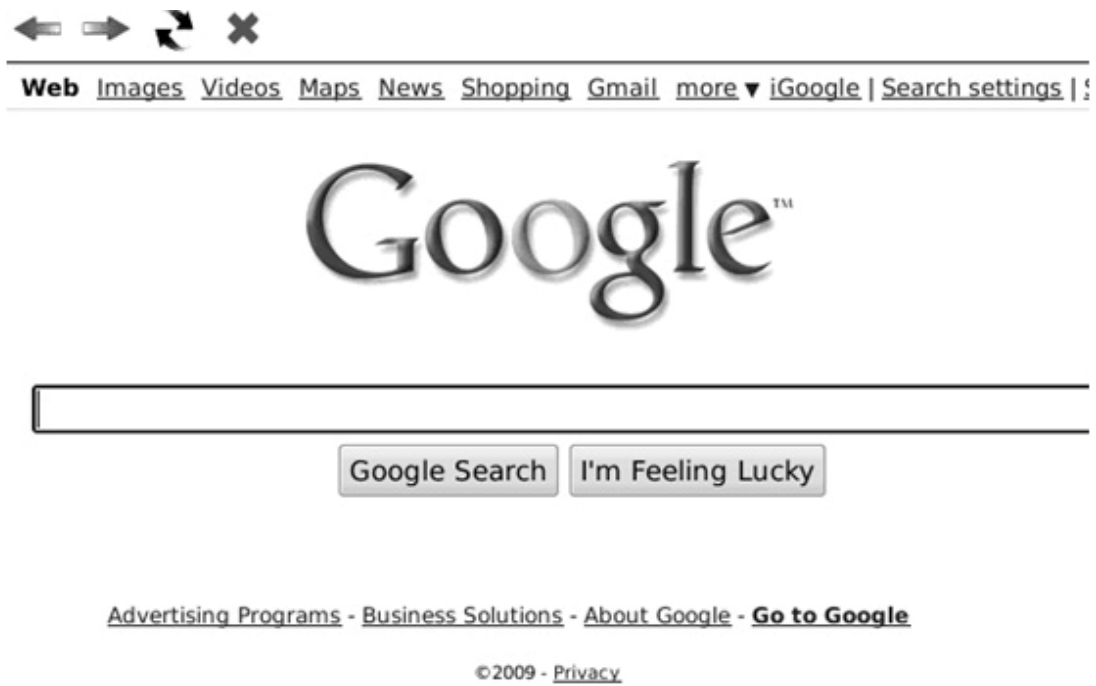 Web Images Videos Maps News Shopping Gmail more ▼ iGoogle | Search settings |
Google™
Google Search I'm Feeling Lucky
Advertising Programs - Business Solutions - About Google - Go to Google
©2009 - Privacy